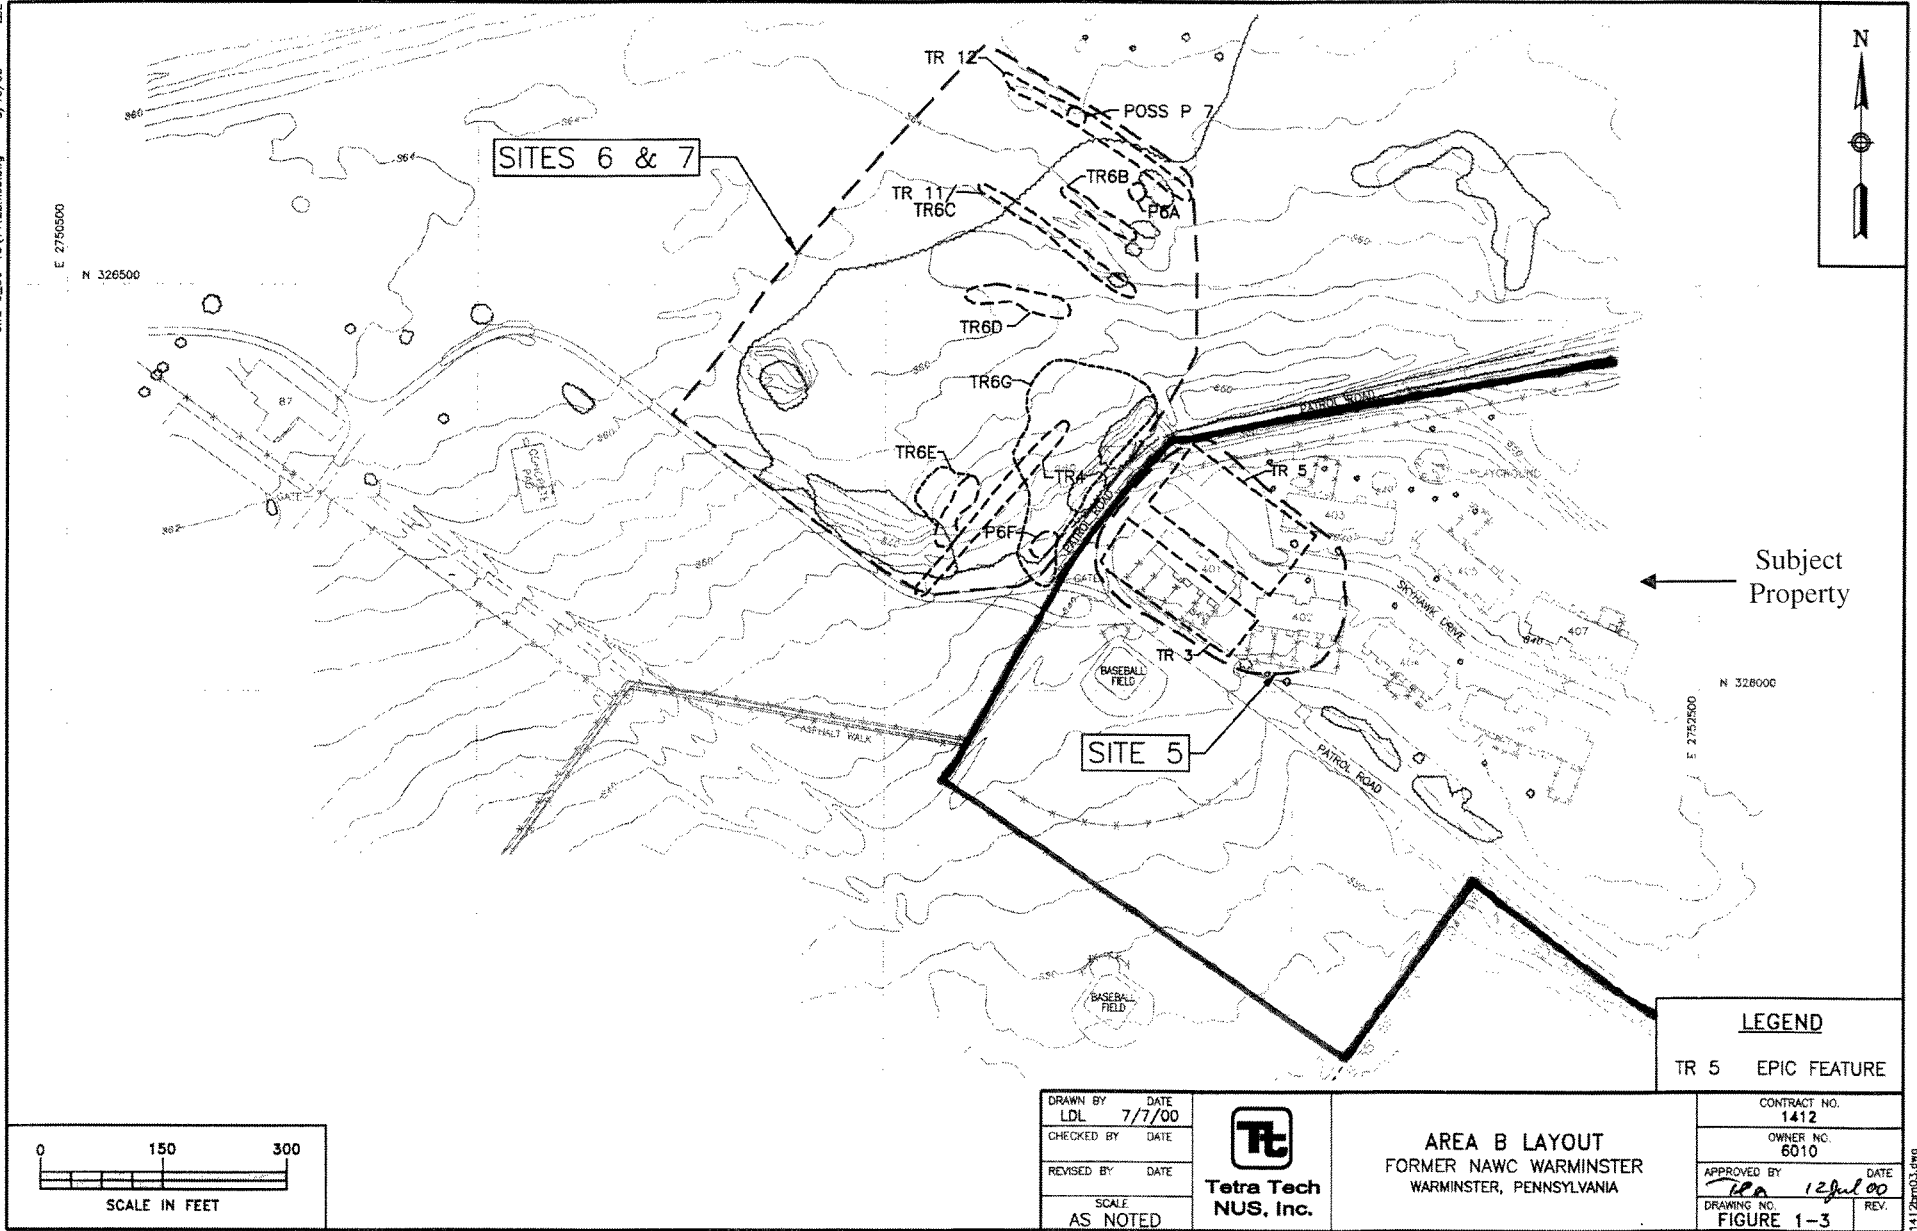 N
TR 12
POSS P 7
SITES 6 & 7
TR6B
TR 11/
TR6C
P6A
E 2750500
N 326500
TR6D
TR6G
PATROL ROAD
87
TR6E
TR4
TR 5
PLAYGROUND
GATE
403
P6F
PATROL ROAD
401
GATE
402
SKYHAWK DRIVE
407
Subject
Property
TR 3
BASEBALL
FIELD
N 328000
E 2752500
ASPHALT WALK
SITE 5
PATROL ROAD
BASEBALL
FIELD
LEGEND
TR 5 EPIC FEATURE
0 150 300
SCALE IN FEET
DRAWN BY DATE
LDL 7/7/00
CHECKED BY DATE
REVISED BY DATE
SCALE
AS NOTED
Tetra Tech
NUS, Inc.
AREA B LAYOUT
FORMER NAWC WARMINSTER
WARMINSTER, PENNSYLVANIA
CONTRACT NO.
1412
OWNER NO.
6010
APPROVED BY DATE
12 Jul 00
DRAWING NO. REV.
FIGURE 1-3